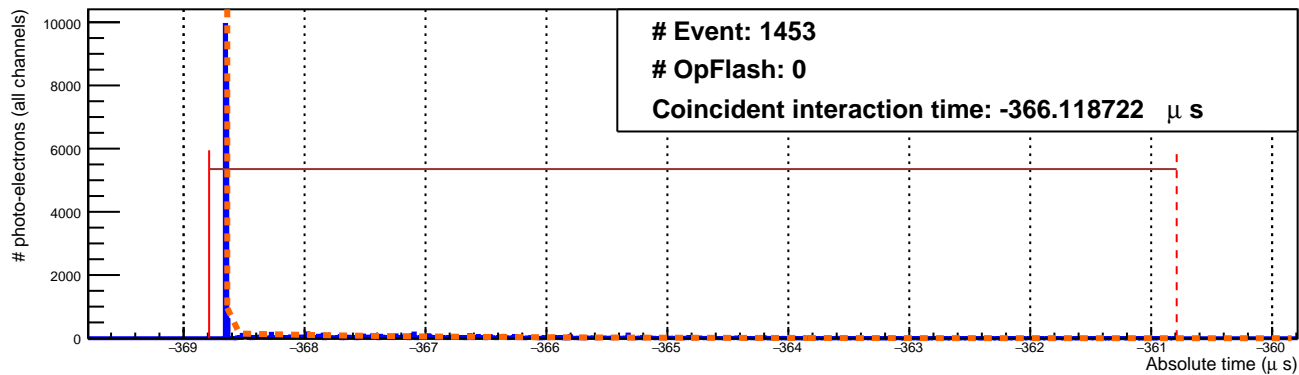 # Event: 1453
# OpFlash: 0
Coincident interaction time: -366.118722 μ s
# photo-electrons (all channels)
10000
8000
6000
4000
2000
0
−369 −368 −367 −366 −365 −364 −363 −362 −361 −360
Absolute time (μ s)